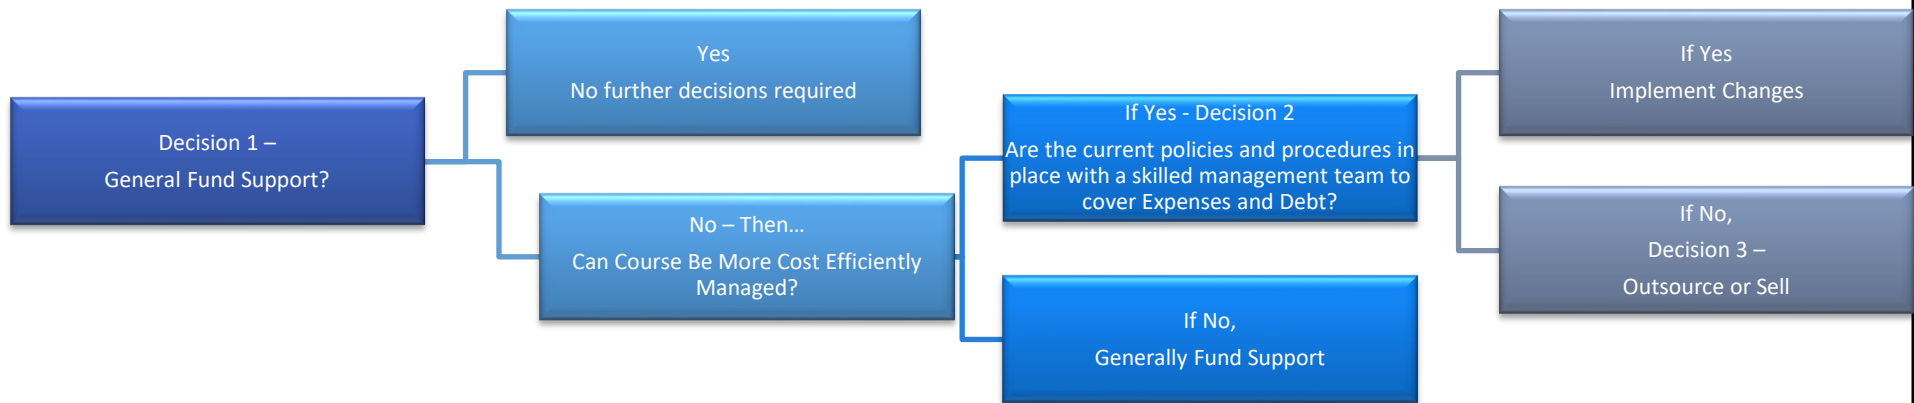 Decision 1 –
General Fund Support?
Yes
No further decisions required
No – Then…
Can Course Be More Cost Efficiently
Managed?
If Yes - Decision 2
Are the current policies and procedures in
place with a skilled management team to
cover Expenses and Debt?
If No,
Generally Fund Support
If Yes
Implement Changes
If No,
Decision 3 –
Outsource or Sell